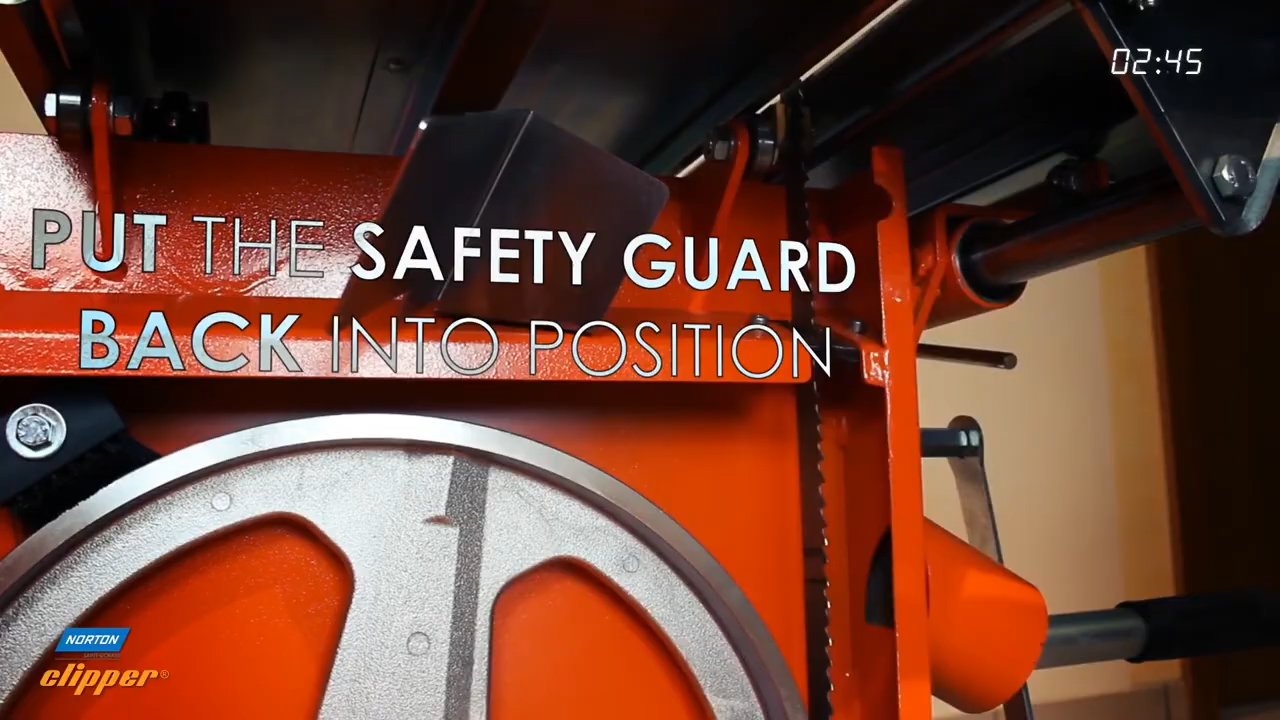 02:45
PUT THE SAFETY GUARD
BACK INTO POSITION
NORTON
clipper®